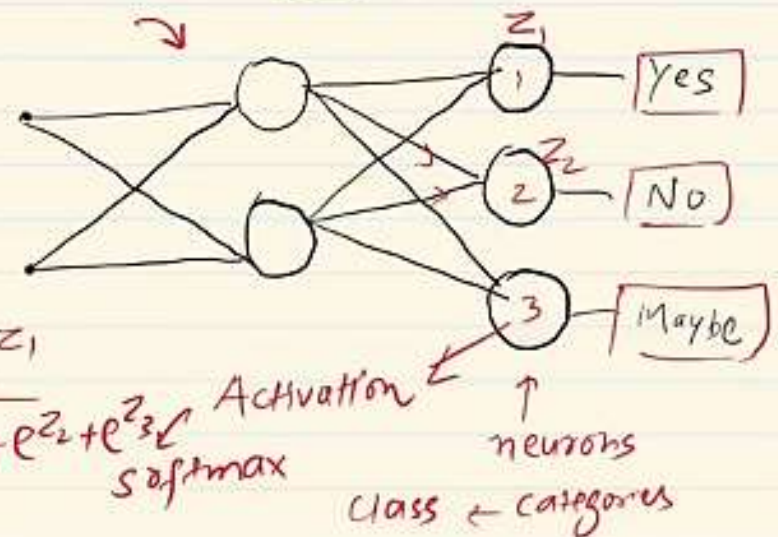 Z1
1
Yes
Z2
2
No
3
Maybe
Z1
e^Z2 + e^Z3
Activation
softmax
neurons
class ← categories